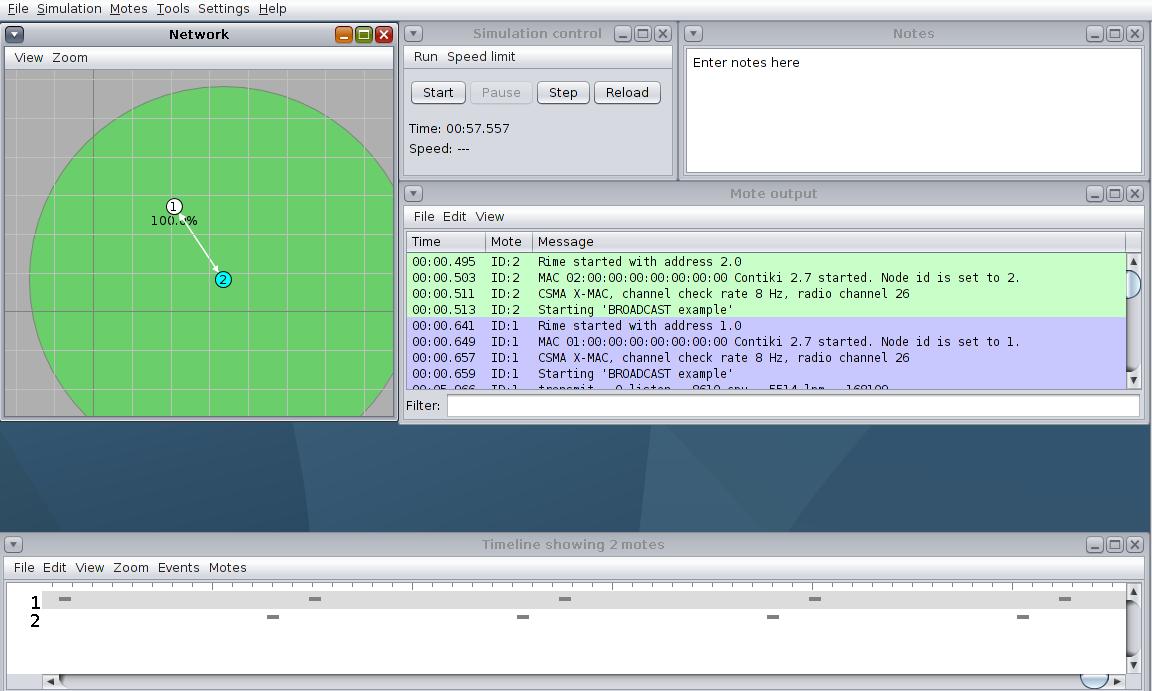 File Simulation Motes Tools Settings Help
Network
View Zoom
1
100.0%
2
Simulation control
Run Speed limit
Start Pause Step Reload
Time: 00:57.557
Speed: ---
Notes
Enter notes here
Mote output
File Edit View
Time Mote Message
00:00.495 ID:2 Rime started with address 2.0
00:00.503 ID:2 MAC 02:00:00:00:00:00:00:00 Contiki 2.7 started. Node id is set to 2.
00:00.511 ID:2 CSMA X-MAC, channel check rate 8 Hz, radio channel 26
00:00.513 ID:2 Starting 'BROADCAST example'
00:00.641 ID:1 Rime started with address 1.0
00:00.649 ID:1 MAC 01:00:00:00:00:00:00:00 Contiki 2.7 started. Node id is set to 1.
00:00.657 ID:1 CSMA X-MAC, channel check rate 8 Hz, radio channel 26
00:00.659 ID:1 Starting 'BROADCAST example'
Filter:
Timeline showing 2 motes
File Edit View Zoom Events Motes
1
2